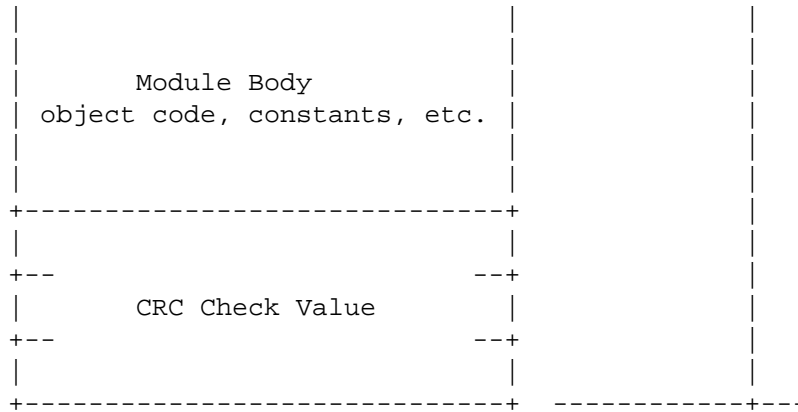 Module Body
object code, constants, etc.
CRC Check Value